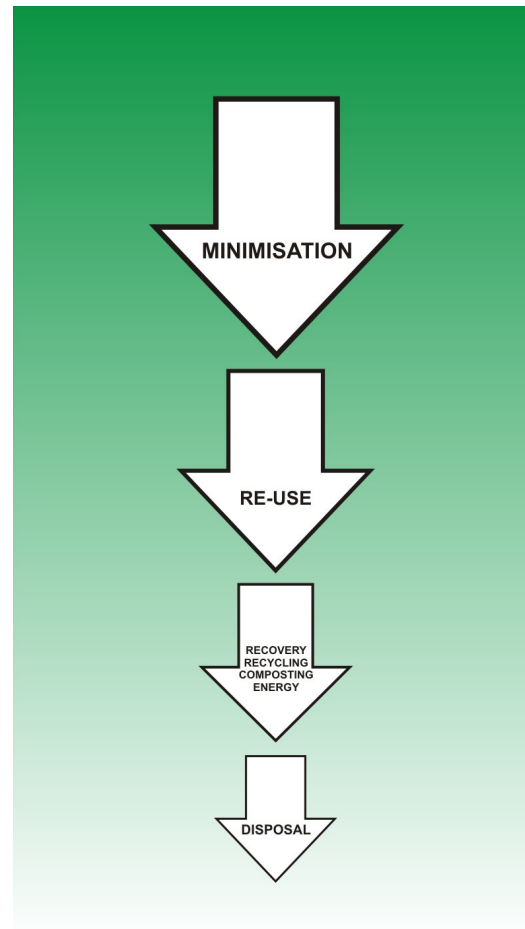 MINIMISATION
RE-USE
RECOVERY
RECYCLING
COMPOSTING
ENERGY
DISPOSAL